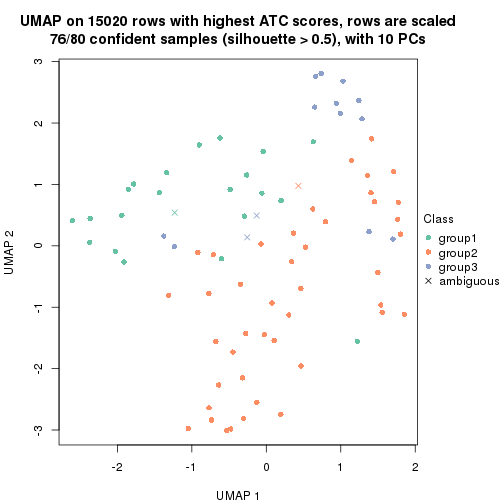 UMAP on 15020 rows with highest ATC scores, rows are scaled
76/80 confident samples (silhouette > 0.5), with 10 PCs
3
2
1
0
-1
-2
-3
UMAP 2
-2
-1
0
1
2
UMAP 1
Class
group1
group2
group3
ambiguous